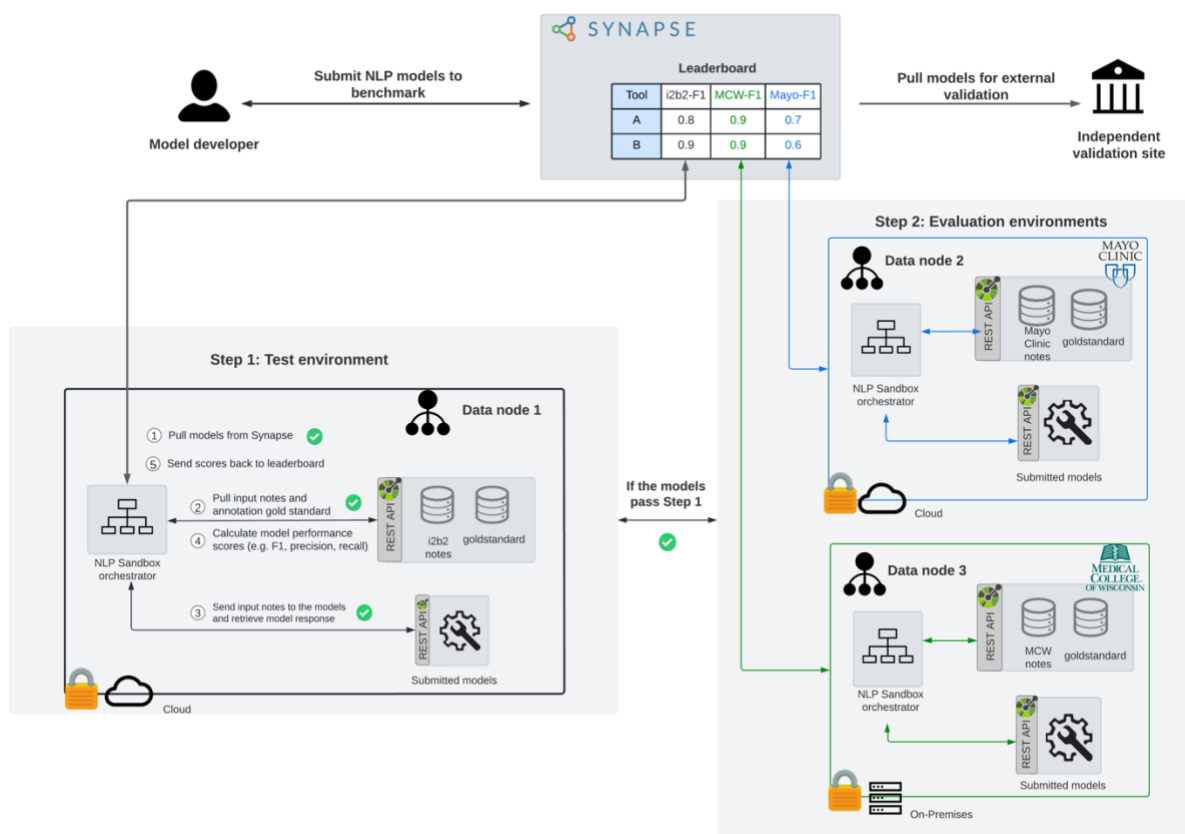 SYNAPSE
Leaderboard
Tool i2b2-F1 MCW-F1 Mayo-F1
A 0.8 0.9 0.7
B 0.9 0.9 0.6
Submit NLP models to
benchmark
Model developer
Pull models for external
validation
Independent
validation site
Step 1: Test environment
Data node 1
1 Pull models from Synapse
5 Send scores back to leaderboard
2 Pull input notes and
annotation gold standard
4 Calculate model performance
scores (e.g. F1, precision, recall)
NLP Sandbox
orchestrator
REST API
i2b2
notes
goldstandard
3 Send input notes to the models
and retrieve model response
REST API
Submitted models
Cloud
If the models
pass Step 1
Step 2: Evaluation environments
Data node 2
MAYO
CLINIC
REST API
Mayo
Clinic
notes
goldstandard
NLP Sandbox
orchestrator
REST API
Submitted models
Cloud
Data node 3
MEDICAL
COLLEGE
OF WISCONSIN
REST API
MCW
notes
goldstandard
NLP Sandbox
orchestrator
REST API
Submitted models
On-Premises